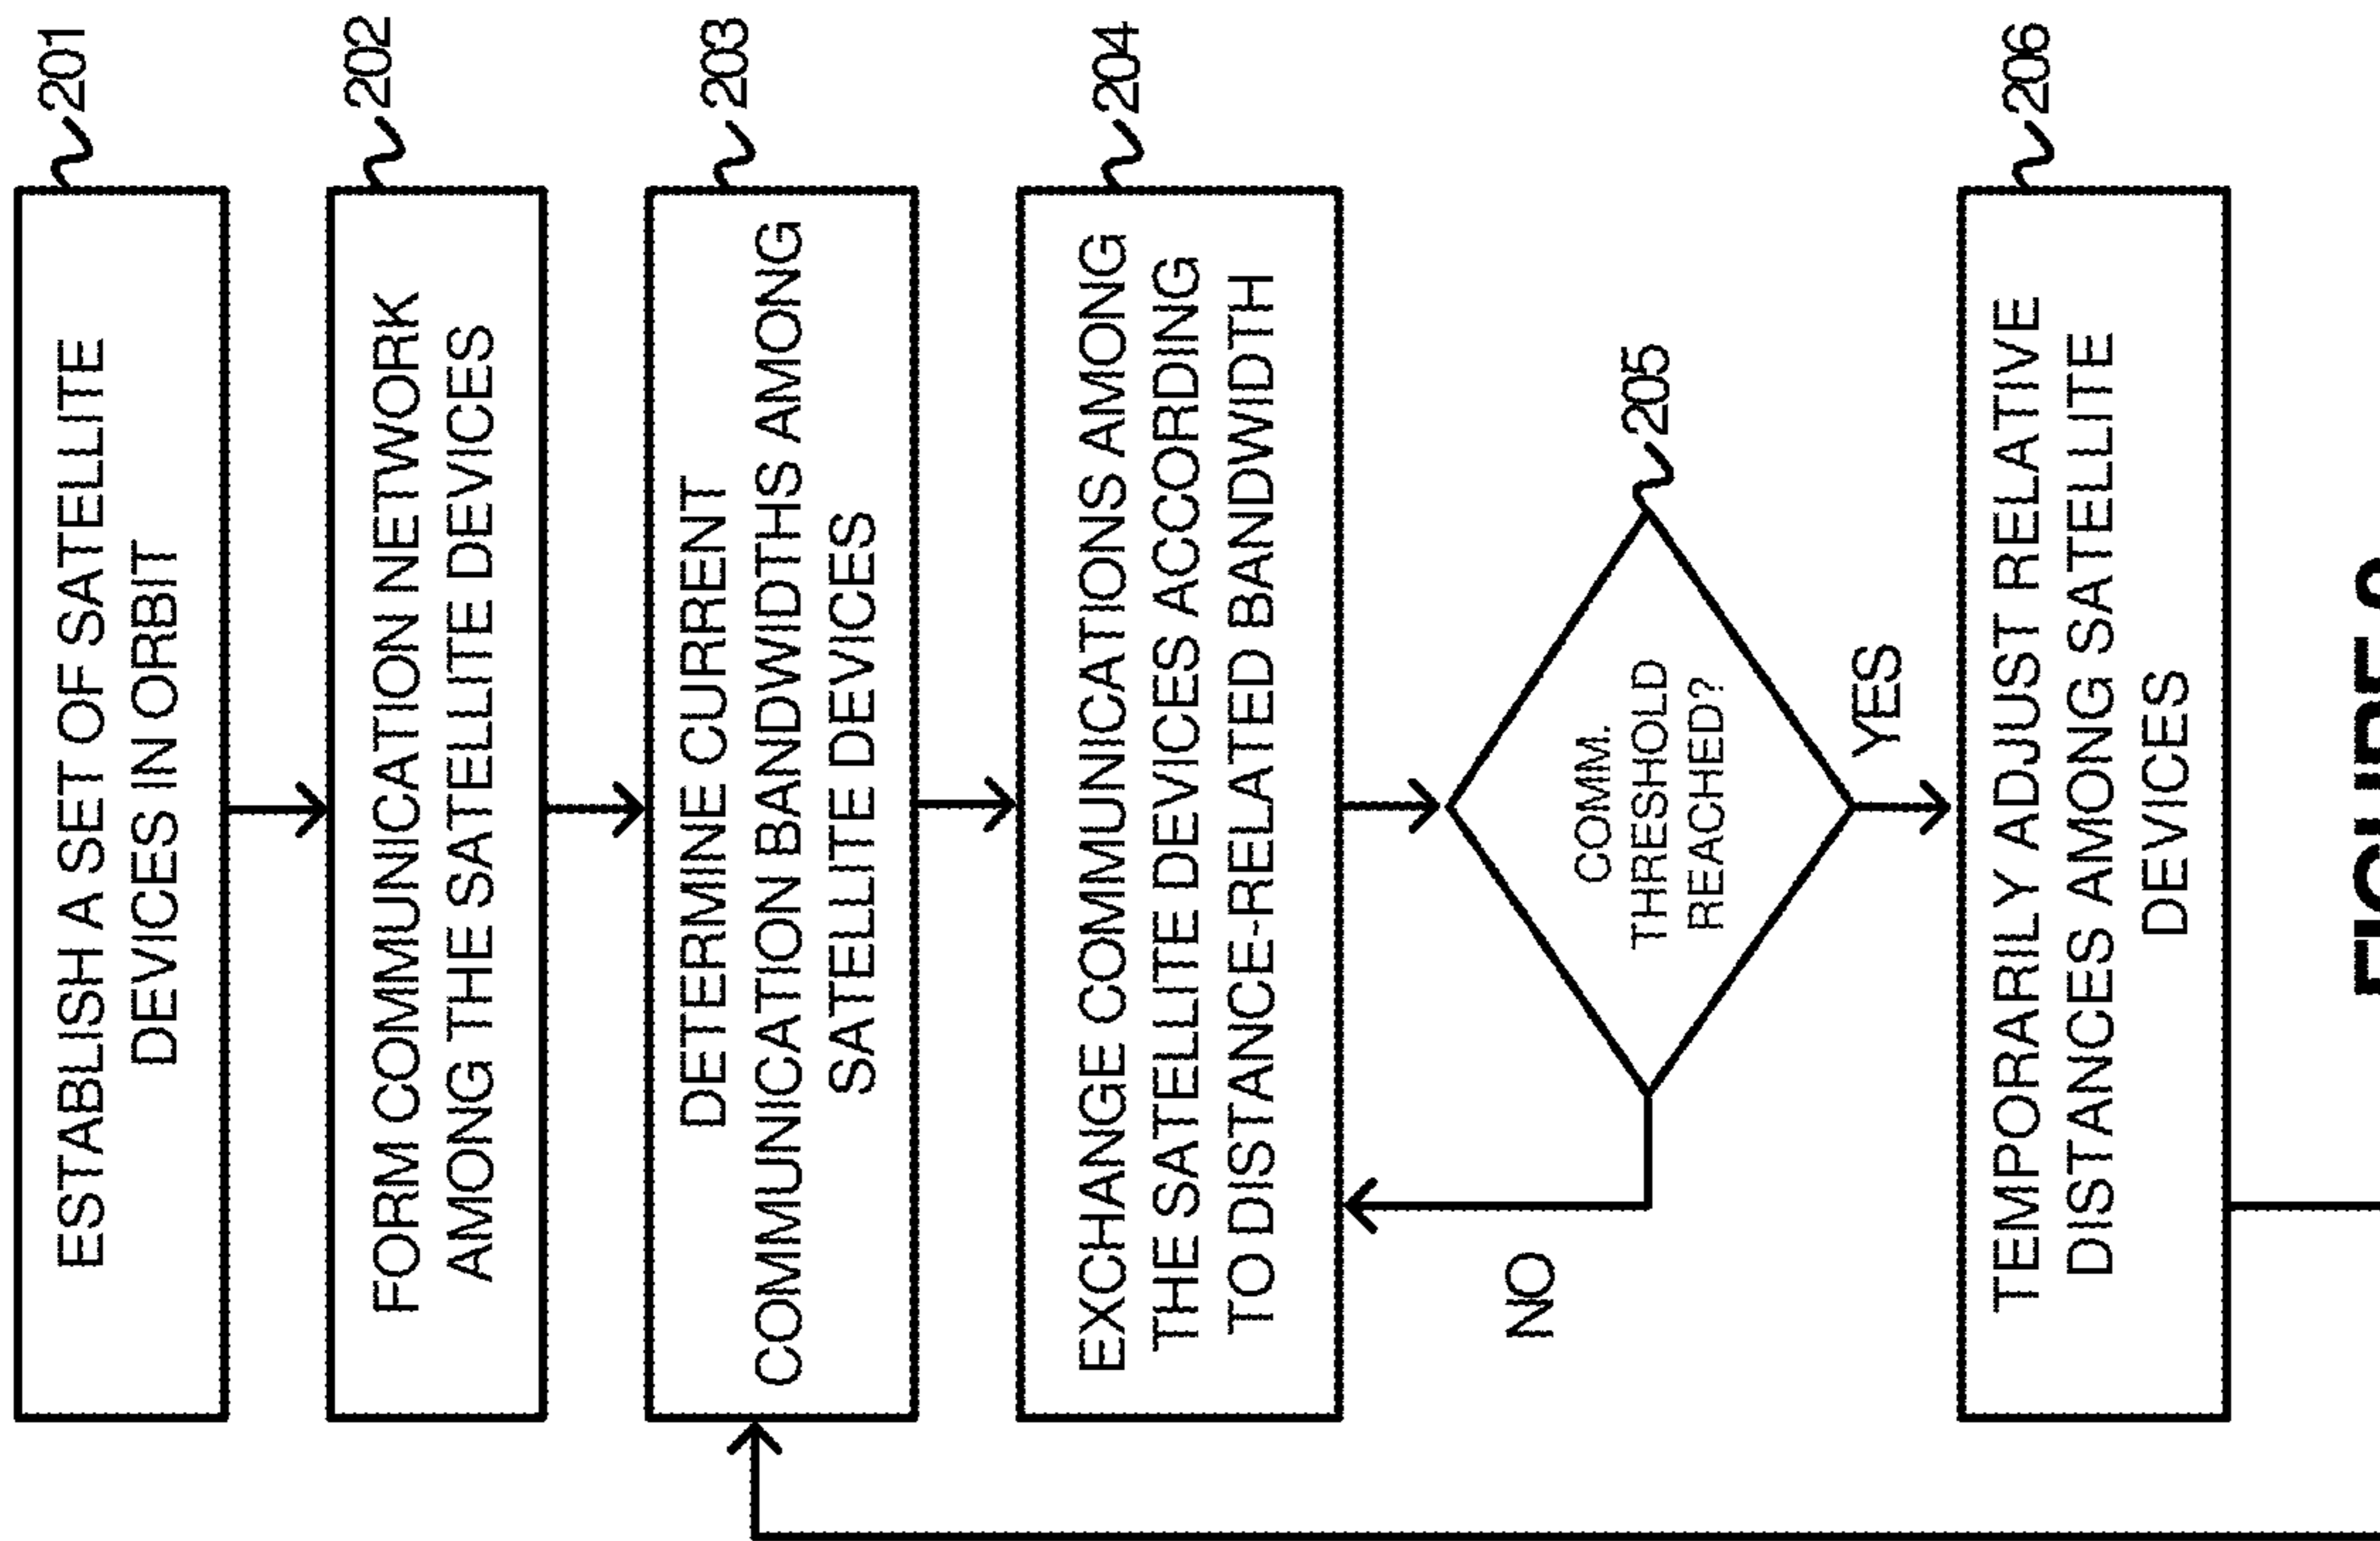 201
ESTABLISH A SET OF SATELLITE
DEVICES IN ORBIT
202
FORM COMMUNICATION NETWORK
AMONG THE SATELLITE DEVICES
203
DETERMINE CURRENT
COMMUNICATION BANDWIDTHS AMONG
SATELLITE DEVICES
204
EXCHANGE COMMUNICATIONS AMONG
THE SATELLITE DEVICES ACCORDING
TO DISTANCE-RELATED BANDWIDTH
205
COMM.
THRESHOLD
REACHED?
NO
YES
206
TEMPORARILY ADJUST RELATIVE
DISTANCES AMONG SATELLITE
DEVICES
FIGURE